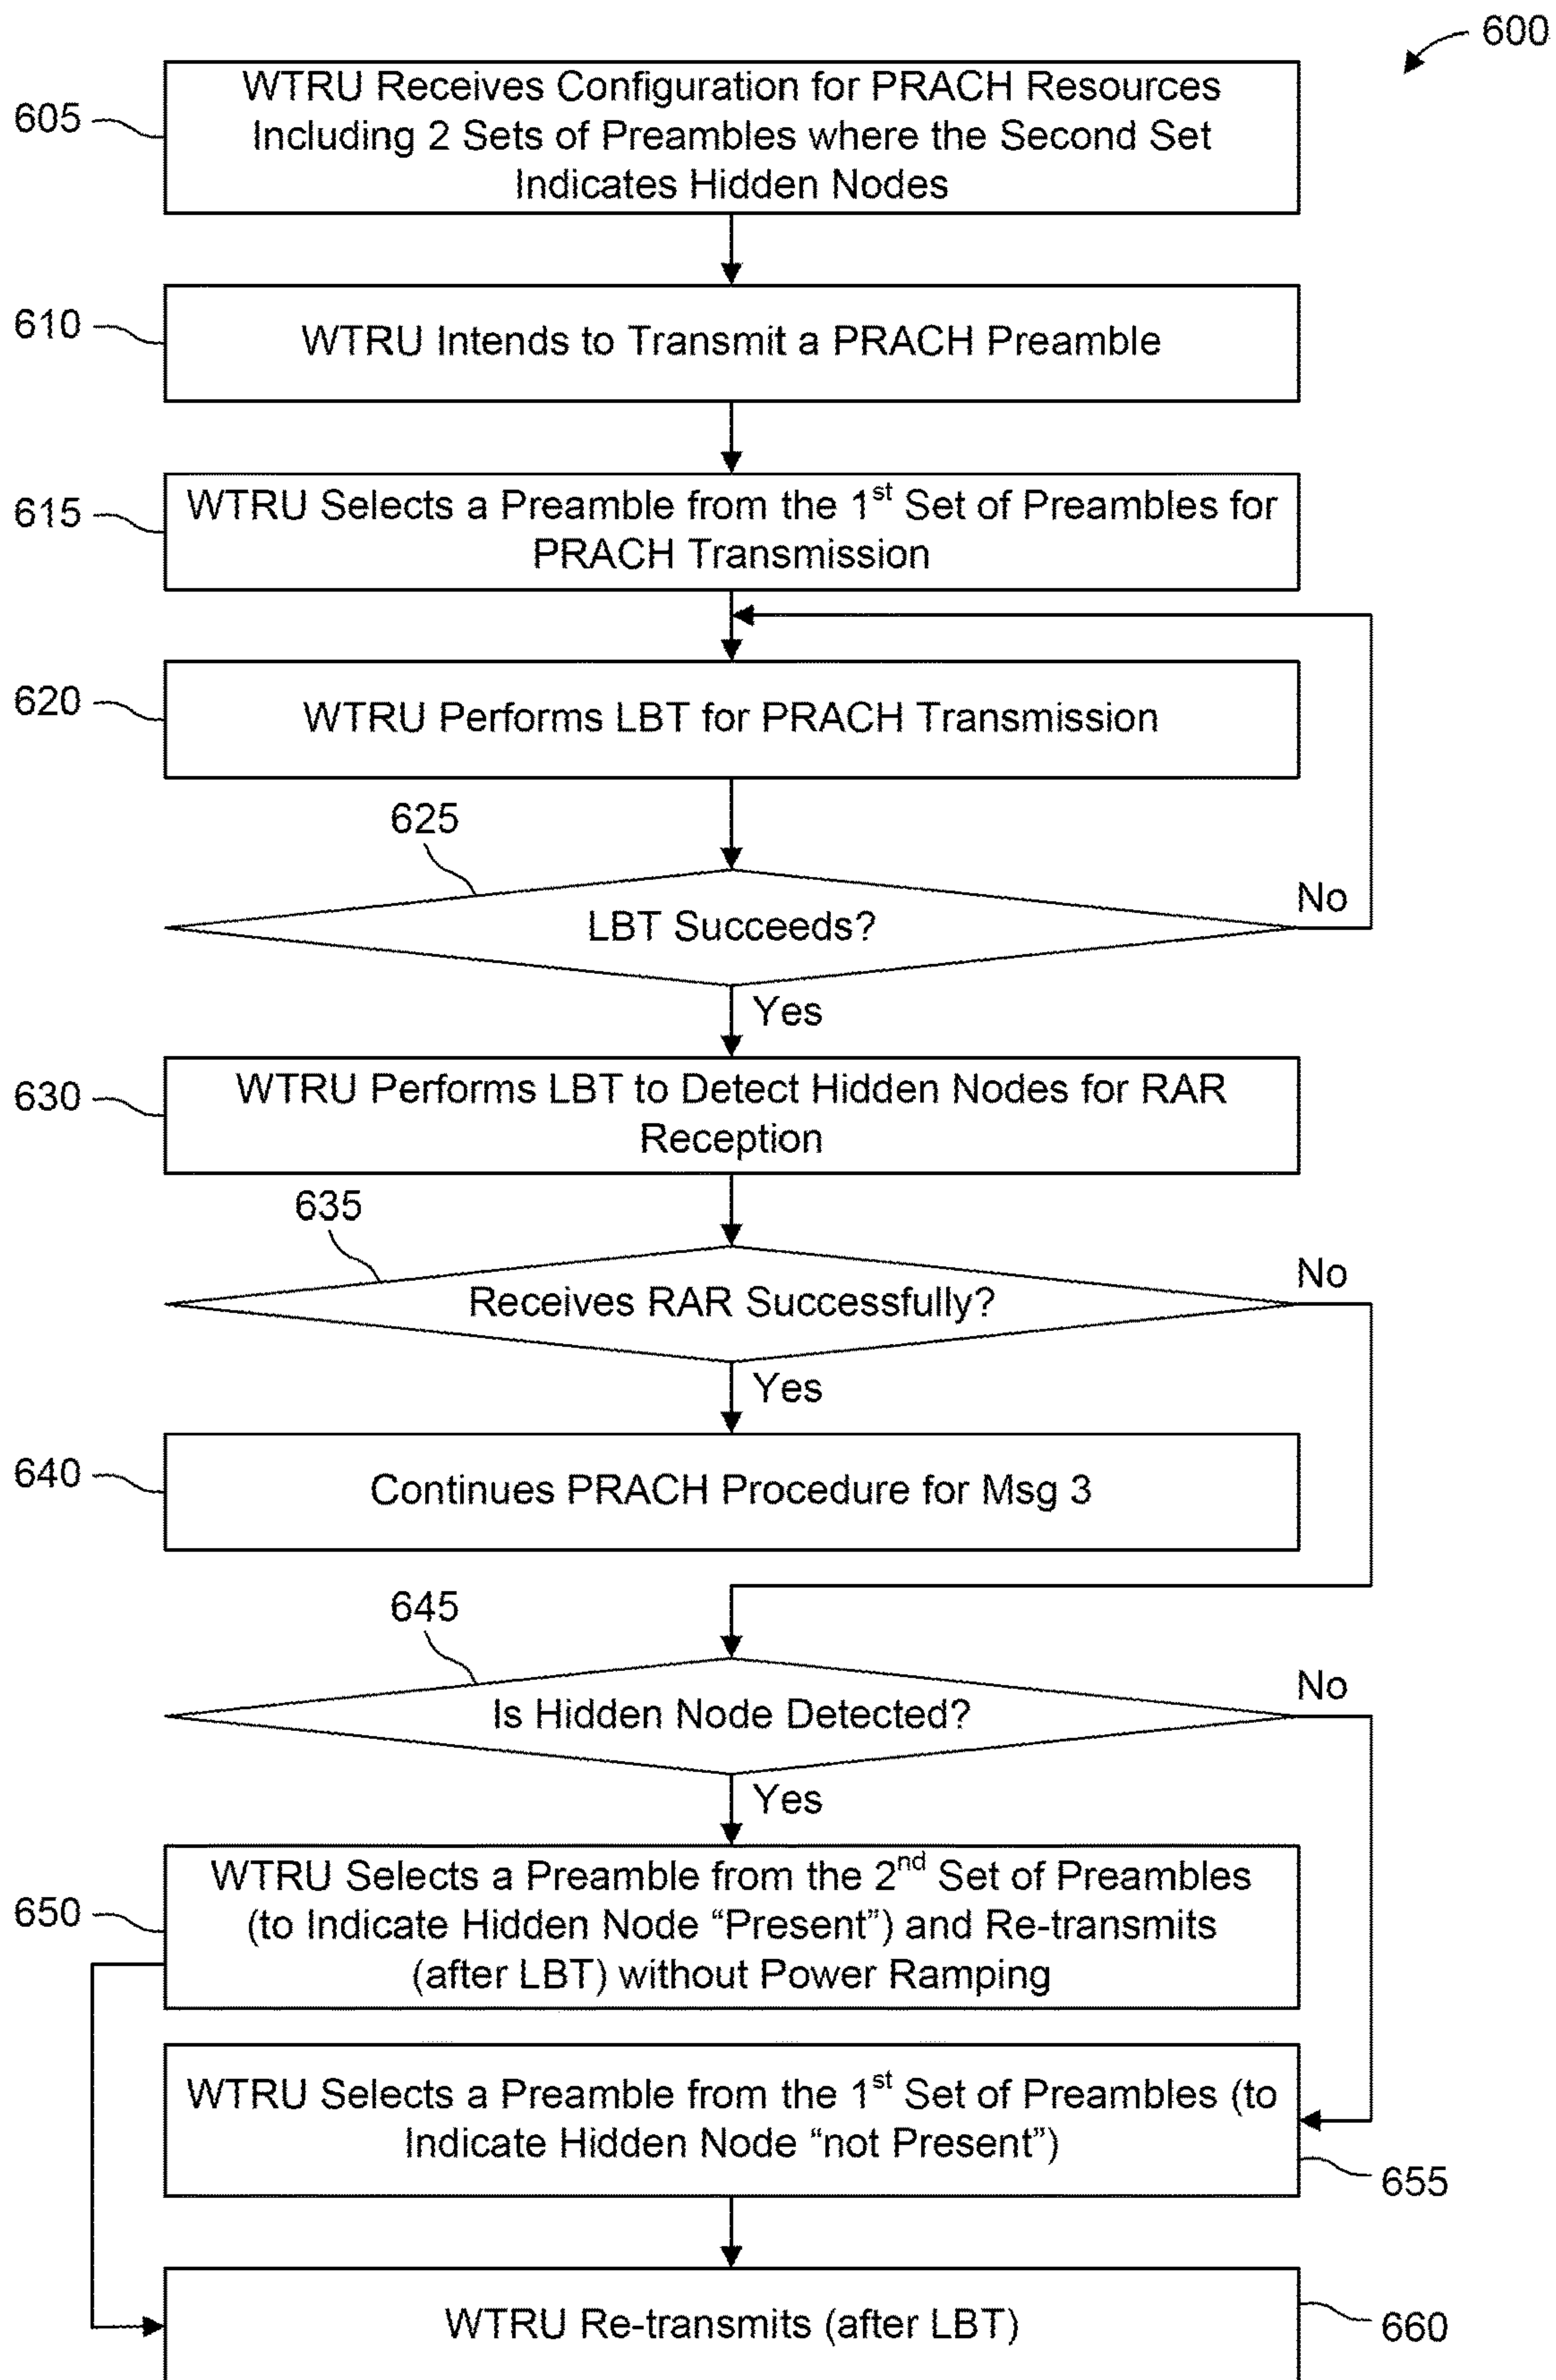 600
605
WTRU Receives Configuration for PRACH Resources
Including 2 Sets of Preambles where the Second Set
Indicates Hidden Nodes
610
WTRU Intends to Transmit a PRACH Preamble
615
WTRU Selects a Preamble from the 1st Set of Preambles for
PRACH Transmission
620
WTRU Performs LBT for PRACH Transmission
625
LBT Succeeds?
No
Yes
630
WTRU Performs LBT to Detect Hidden Nodes for RAR
Reception
635
Receives RAR Successfully?
No
Yes
640
Continues PRACH Procedure for Msg 3
645
Is Hidden Node Detected?
No
Yes
650
WTRU Selects a Preamble from the 2nd Set of Preambles
(to Indicate Hidden Node “Present”) and Re-transmits
(after LBT) without Power Ramping
WTRU Selects a Preamble from the 1st Set of Preambles (to
Indicate Hidden Node “not Present”)
655
WTRU Re-transmits (after LBT)
660